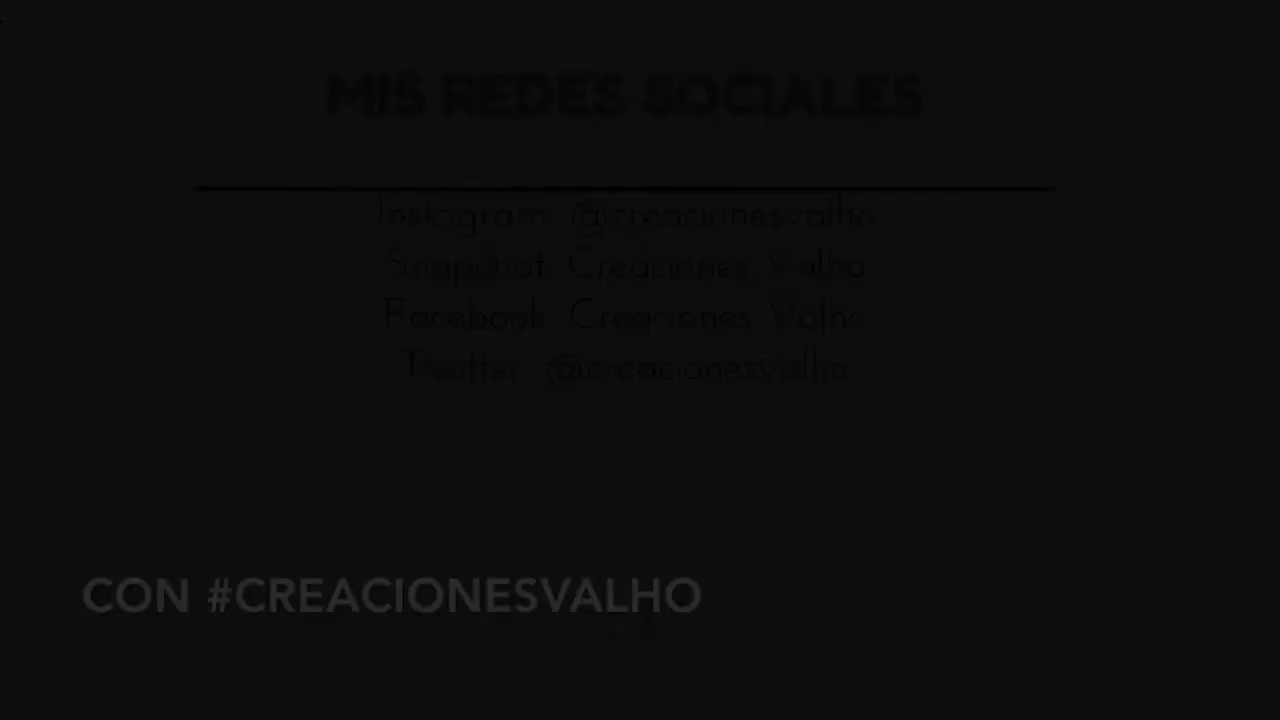 MIS REDES SOCIALES
Instagram: @creacionesvalho
Snapchat: Creaciones Valho
Facebook: Creaciones Valho
Twitter: @creacionesvalho
CON #CREACIONESVALHO